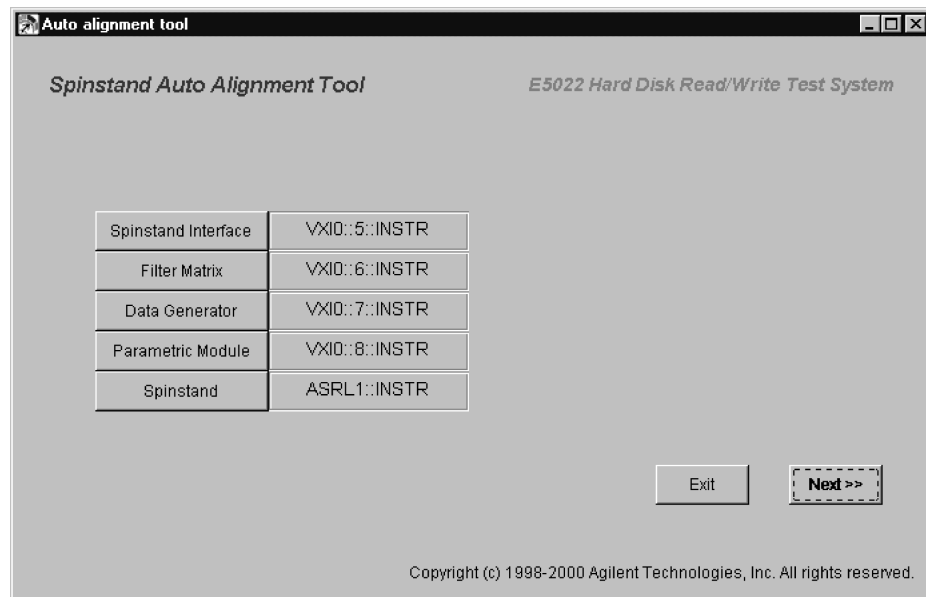 Auto alignment tool
Spinstand Auto Alignment Tool
E5022 Hard Disk Read/Write Test System
Spinstand Interface VXI0::5::INSTR
Filter Matrix VXI0::6::INSTR
Data Generator VXI0::7::INSTR
Parametric Module VXI0::8::INSTR
Spinstand ASRL1::INSTR
Exit Next >>
Copyright (c) 1998-2000 Agilent Technologies, Inc. All rights reserved.